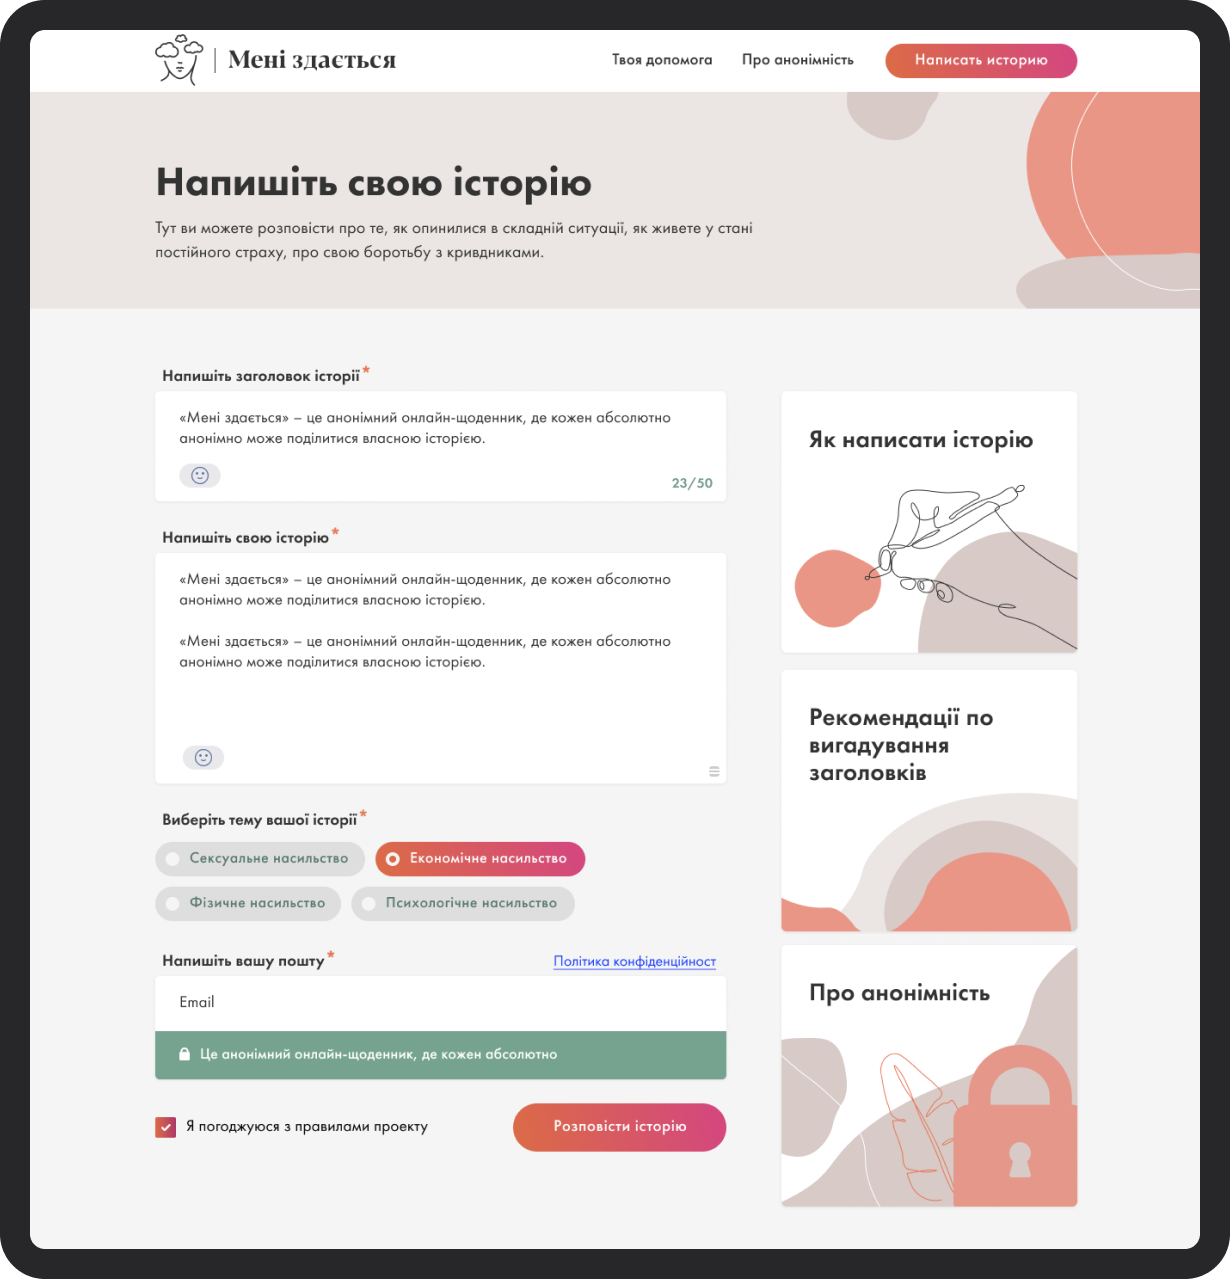 Мені здається
Твоя допомога
Про анонімність
Написать историю
Напишіть свою історію
Тут ви можете розповісти про те, як опинилися в складній ситуації, як живете у стані
постійного страху, про свою боротьбу з кривдниками.
Напишіть заголовок історії*
«Мені здається» – це анонімний онлайн-щоденник, де кожен абсолютно
анонімно може поділитися власною історією.
23/50
Напишіть свою історію*
«Мені здається» – це анонімний онлайн-щоденник, де кожен абсолютно
анонімно може поділитися власною історією.
«Мені здається» – це анонімний онлайн-щоденник, де кожен абсолютно
анонімно може поділитися власною історією.
Виберіть тему вашої історії*
Сексуальне насильство
Економічне насильство
Фізичне насильство
Психологічне насильство
Напишіть вашу пошту*
Політика конфіденційност
Email
Це анонімний онлайн-щоденник, де кожен абсолютно
Я погоджуюся з правилами проекту
Розповісти історію
Як написати історію
Рекомендації по
вигадування
заголовків
Про анонімність